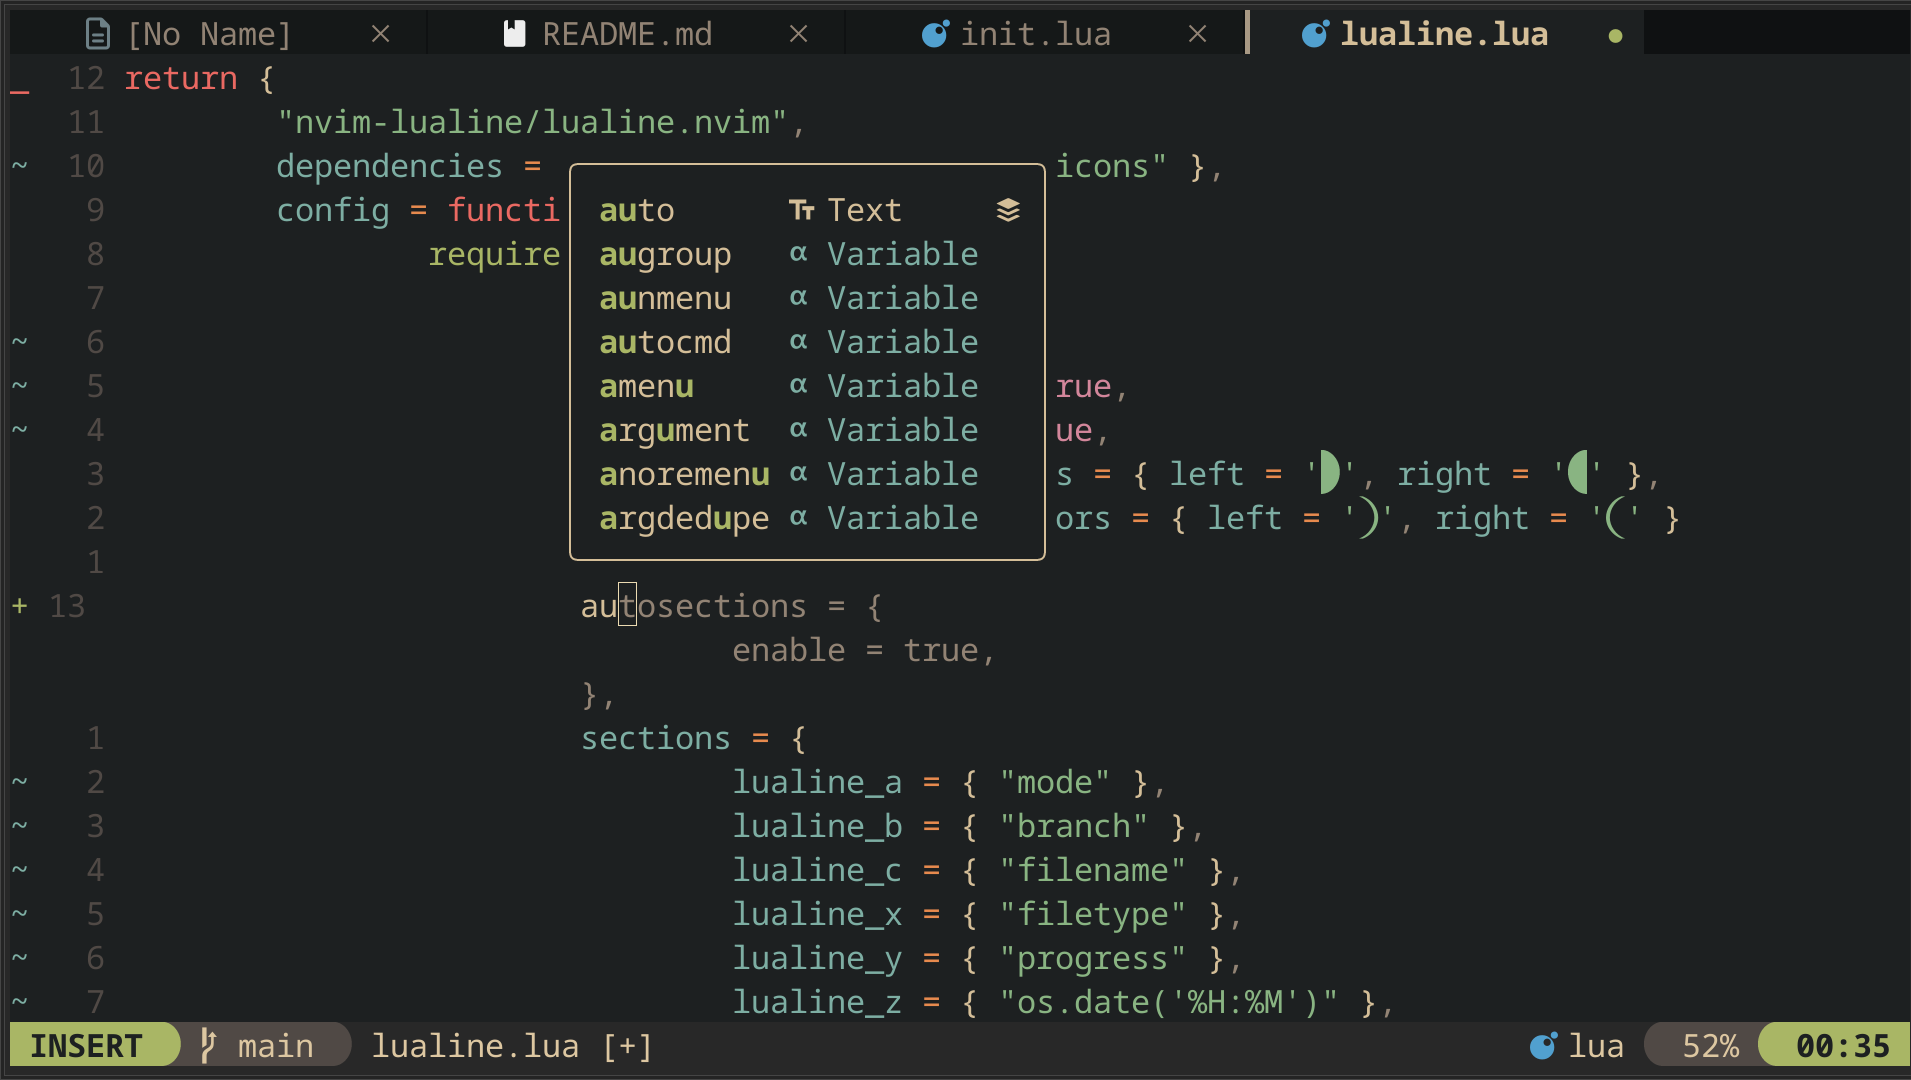 [No Name] × README.md × init.lua × lualine.lua ●
_ 12 return {
11 "nvim-lualine/lualine.nvim",
~ 10 dependencies = icons" },
9 config = functi
8 require
7
~ 6
~ 5 rue,
~ 4 ue,
3 s = { left = '', right = '' },
2 ors = { left = '', right = '' }
1
auto Text
augroup α Variable
aunmenu α Variable
autocmd α Variable
amenu α Variable
argument α Variable
anoremenu α Variable
argdedupe α Variable
+ 13 autosections = {
enable = true,
},
1 sections = {
~ 2 lualine_a = { "mode" },
~ 3 lualine_b = { "branch" },
~ 4 lualine_c = { "filename" },
~ 5 lualine_x = { "filetype" },
~ 6 lualine_y = { "progress" },
~ 7 lualine_z = { "os.date('%H:%M')" },
INSERT main lualine.lua [+] lua 52% 00:35